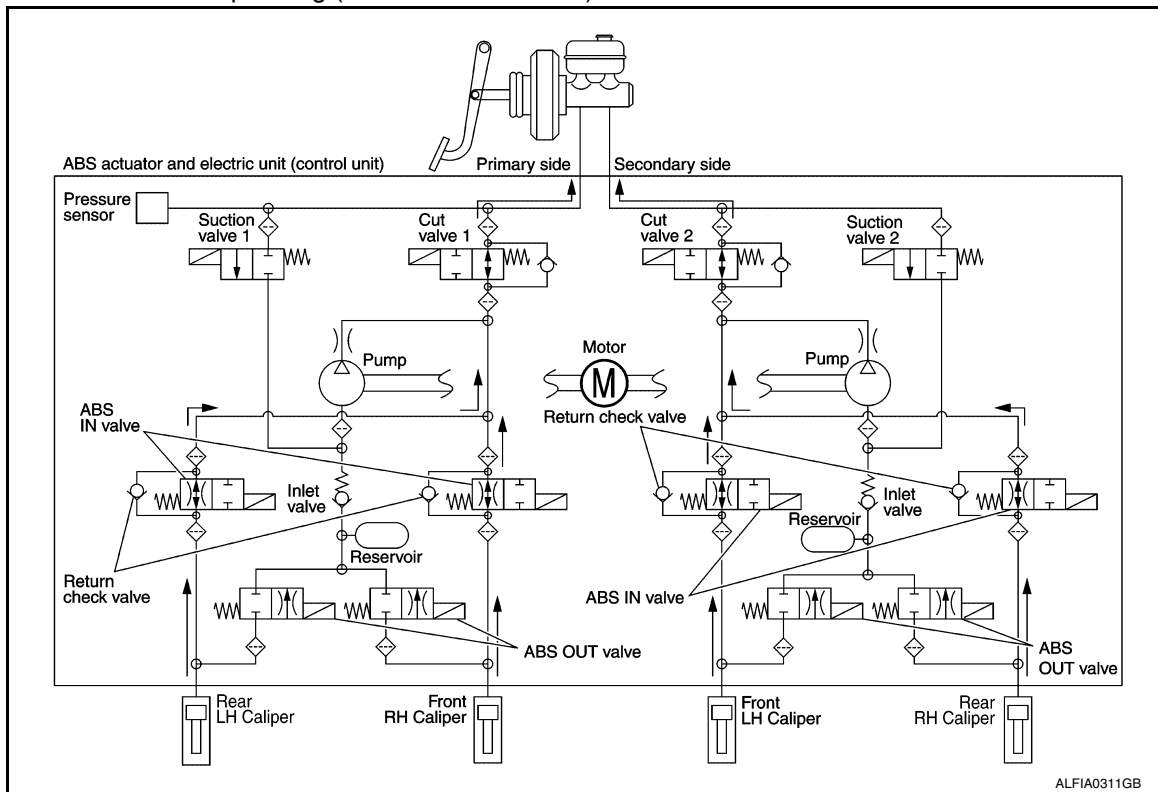 ABS actuator and electric unit (control unit)
Primary side
Secondary side
Pressure
sensor
Suction
valve 1
Cut
valve 1
Cut
valve 2
Suction
valve 2
Pump
Motor
M
Pump
ABS
IN valve
Return check valve
Inlet
valve
Reservoir
Inlet
valve
Reservoir
Return
check valve
ABS IN valve
ABS OUT valve
ABS
OUT valve
Rear
LH Caliper
Front
RH Caliper
Front
LH Caliper
Rear
RH Caliper
ALFIA0311GB